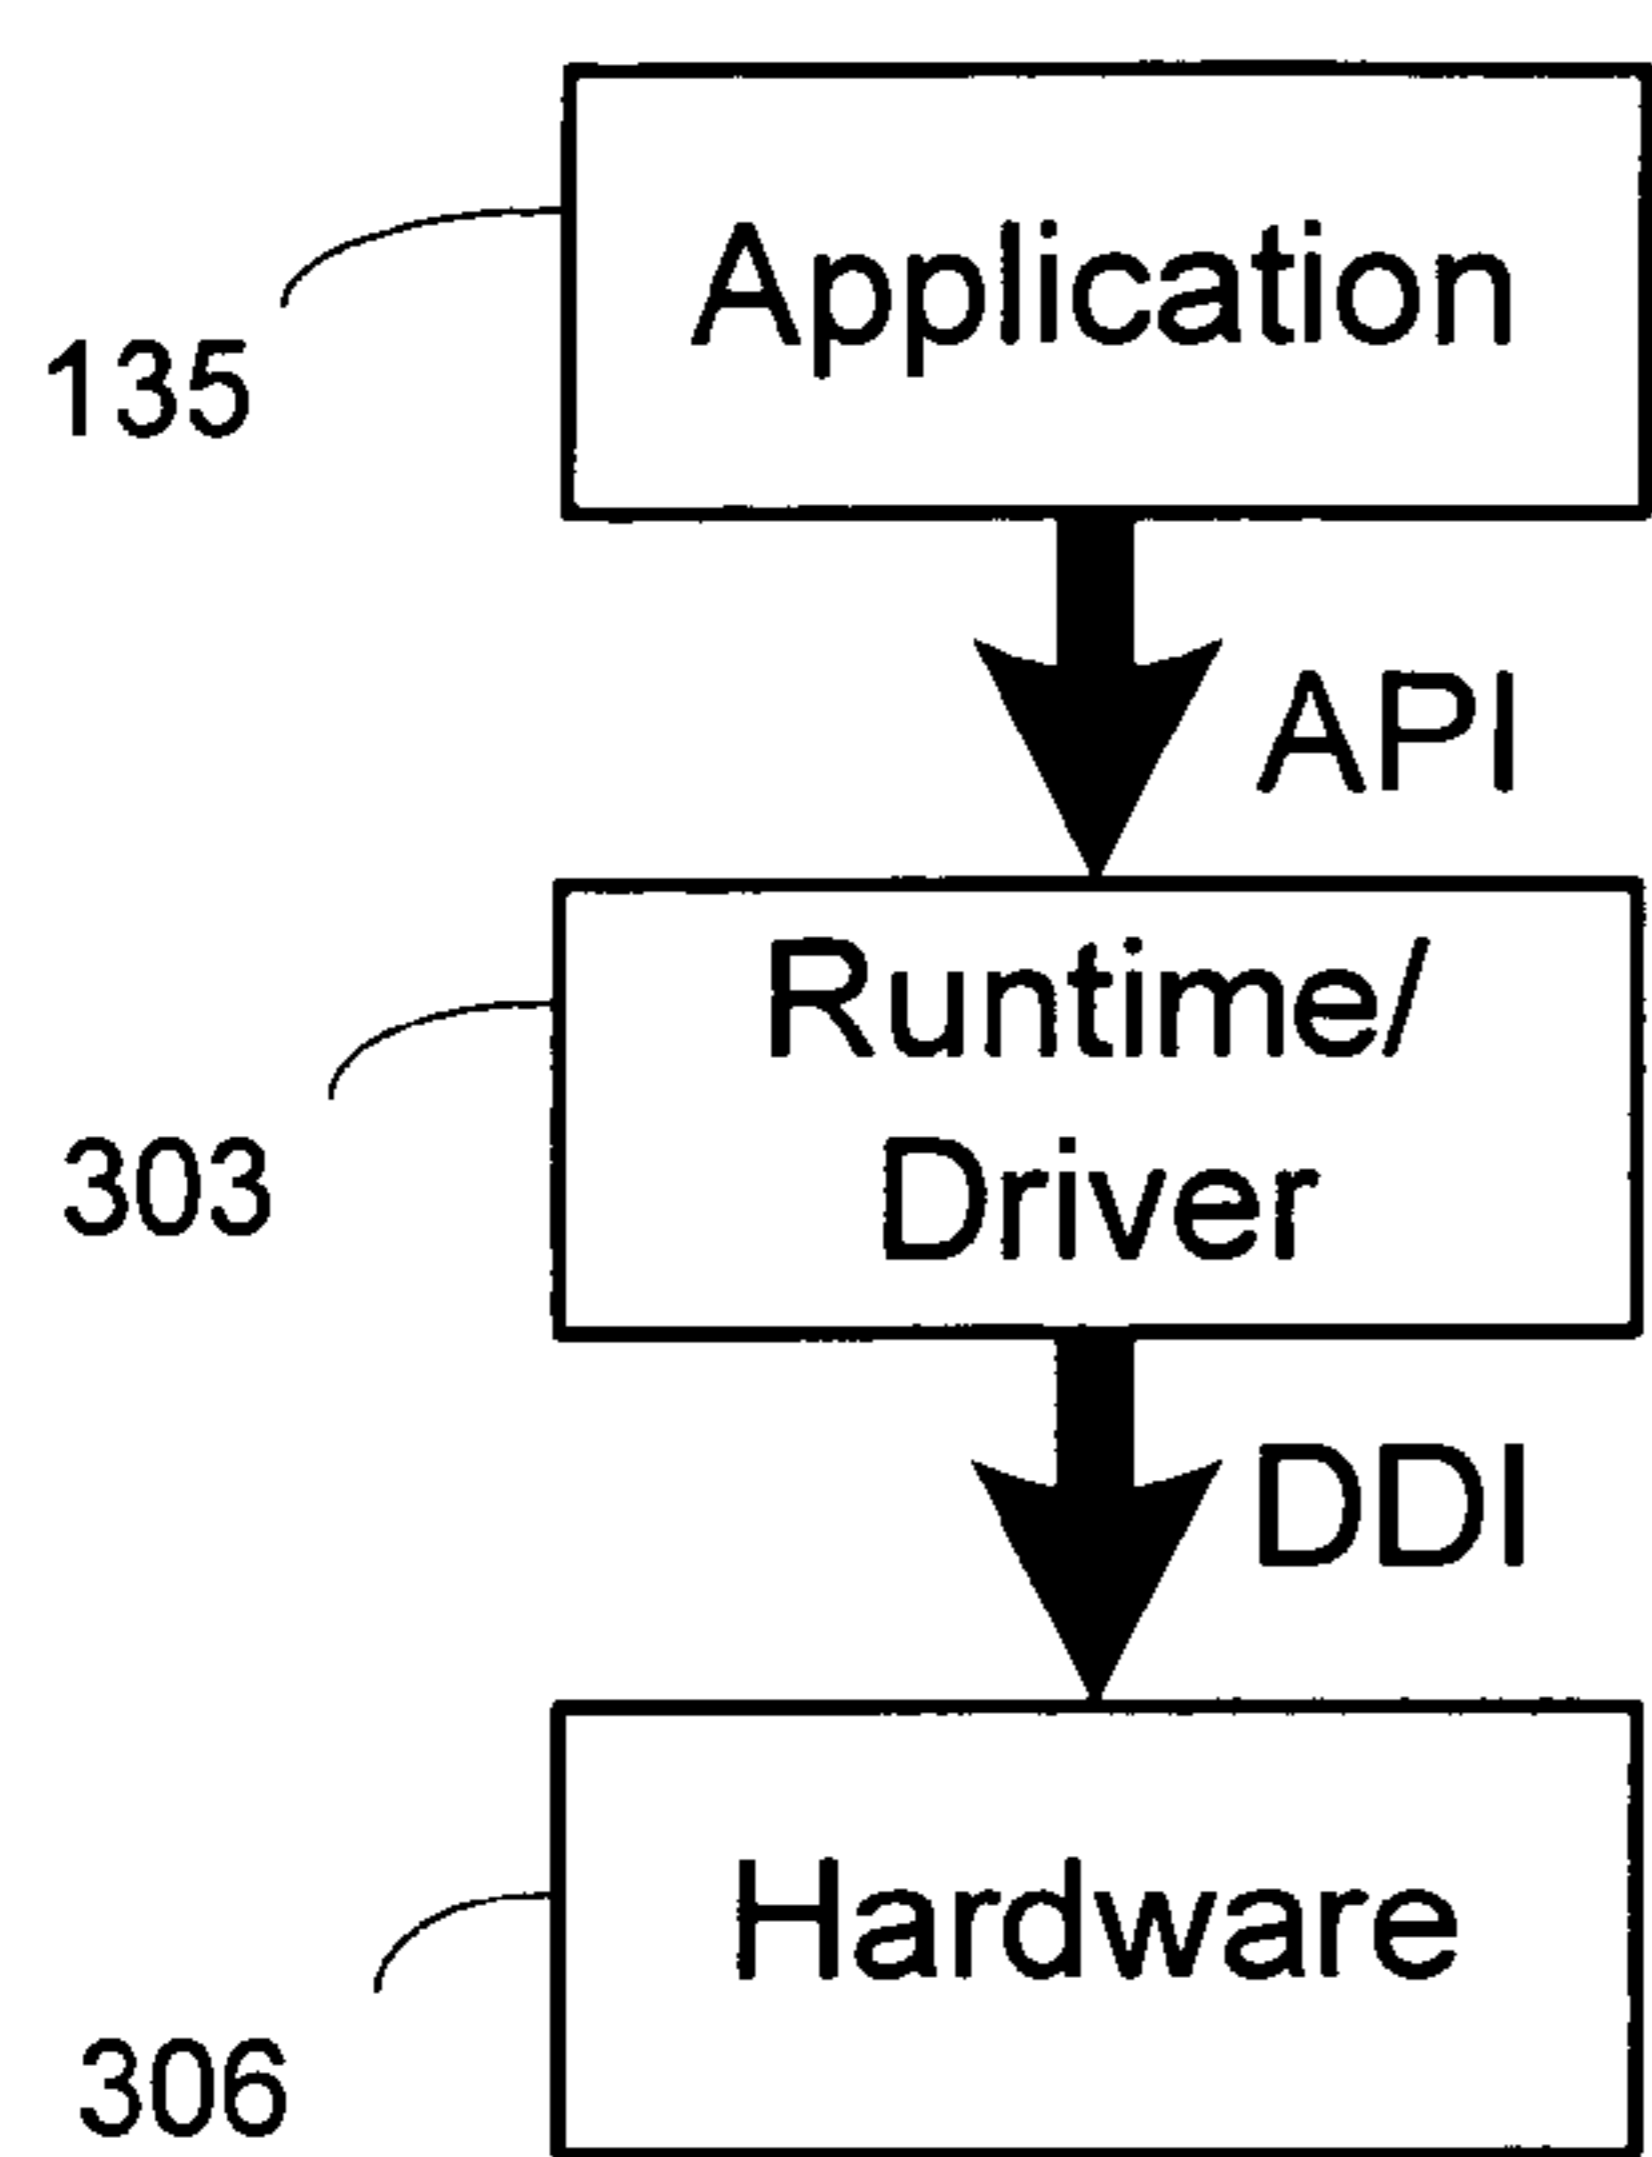 Application
135
API
Runtime/
Driver
303
DDI
Hardware
306